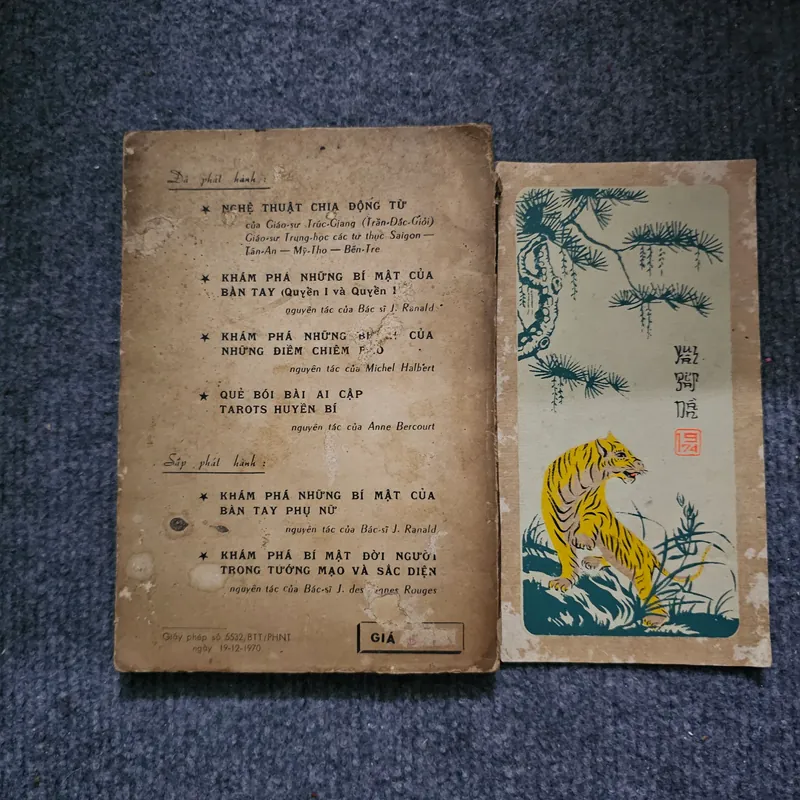 Đã phát hành :
★ NGHỆ THUẬT CHIA ĐỘNG TỪ
của Giáo-sư Trúc-Giang (Trần-Đắc-Giỏi)
Giáo-sư Trung-học các tư thục Saigon —
Tân-An — Mỹ-Tho — Bến-Tre
★ KHÁM PHÁ NHỮNG BÍ MẬT CỦA
BÀN TAY (Quyển I và Quyển I
nguyên tác của Bác sĩ J. Ranald
★ KHÁM PHÁ NHỮNG CỦA
NHỮNG ĐIỀM CHIÊM
nguyên tác của Michel Halbert
★ QUẺ BÓI BÀI AI CẬP
TAROTS HUYỀN BÍ
nguyên tác của Anne Bercourt
Sắp phát hành :
★ KHÁM PHÁ NHỮNG BÍ MẬT CỦA
BÀN TAY PHỤ NỮ
nguyên tác của Bác-sĩ J. Ranald
★ KHÁM PHÁ BÍ MẬT ĐỜI NGƯỜI
TRONG TƯỚNG MẠO VÀ SẮC DIỆN
nguyên tác của Bác-sĩ J. des Rouges
Giấy phép số 5532/BTT/PHNT
ngày 19-12-1970
GIÁ
1974